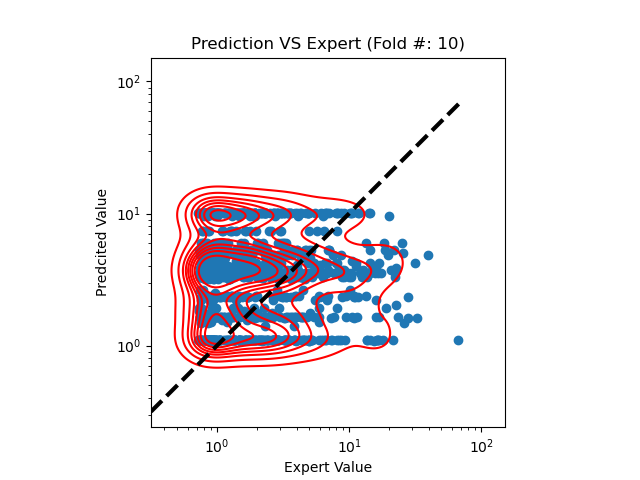 Prediction VS Expert (Fold #: 10)
10²
10¹
10⁰
Predcited Value
10⁰ 10¹ 10²
Expert Value